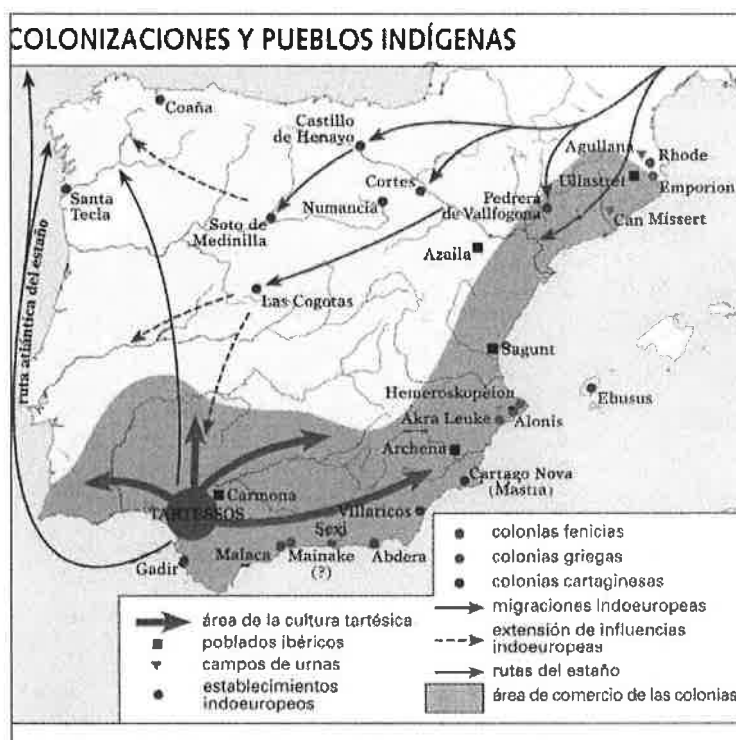 COLONIZACIONES Y PUEBLOS INDÍGENAS
Coaña
Castillo
de Henayo
Agullana
Rhode
Ullastret
Emporion
Santa
Tecla
Cortes
Numancia
Soto de
Medinilla
Pedrera
de Vallfogona
Can Missert
Azaila
ruta atlántica del estaño
Las Cogotas
Sagunt
Hemeroskopeion
Ebusus
Akra Leuke
Alonis
Archena
Carmona
Cartago Nova
(Mastia)
TARTESSOS
Villaricos
Sexi
Gadir
Malaca
Mainake
(?)
Abdera
área de la cultura tartésica
poblados ibéricos
campos de urnas
establecimientos
indoeuropeos
colonias fenicias
colonias griegas
colonias cartaginesas
migraciones indoeuropeas
extensión de influencias
indoeuropeas
rutas del estaño
área de comercio de las colonias